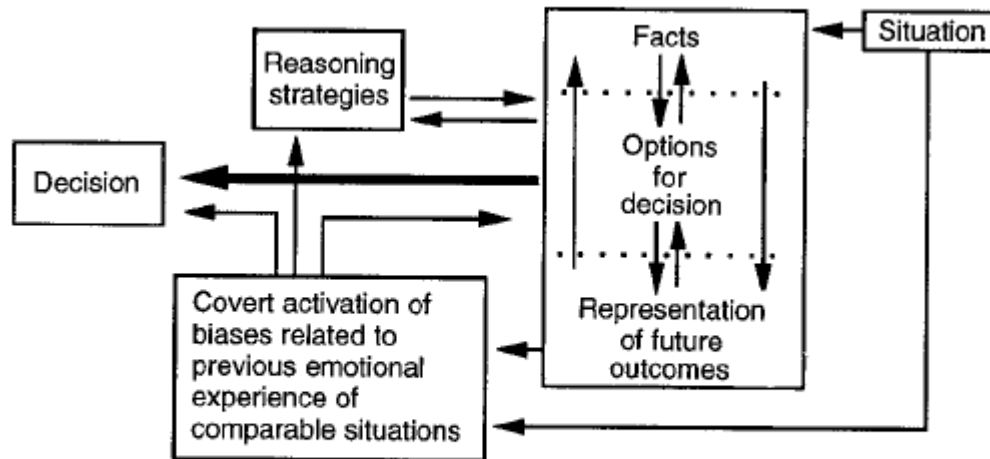 Situation
Facts
Options
for
decision
Representation
of future
outcomes
Reasoning
strategies
Decision
Covert activation of
biases related to
previous emotional
experience of
comparable situations